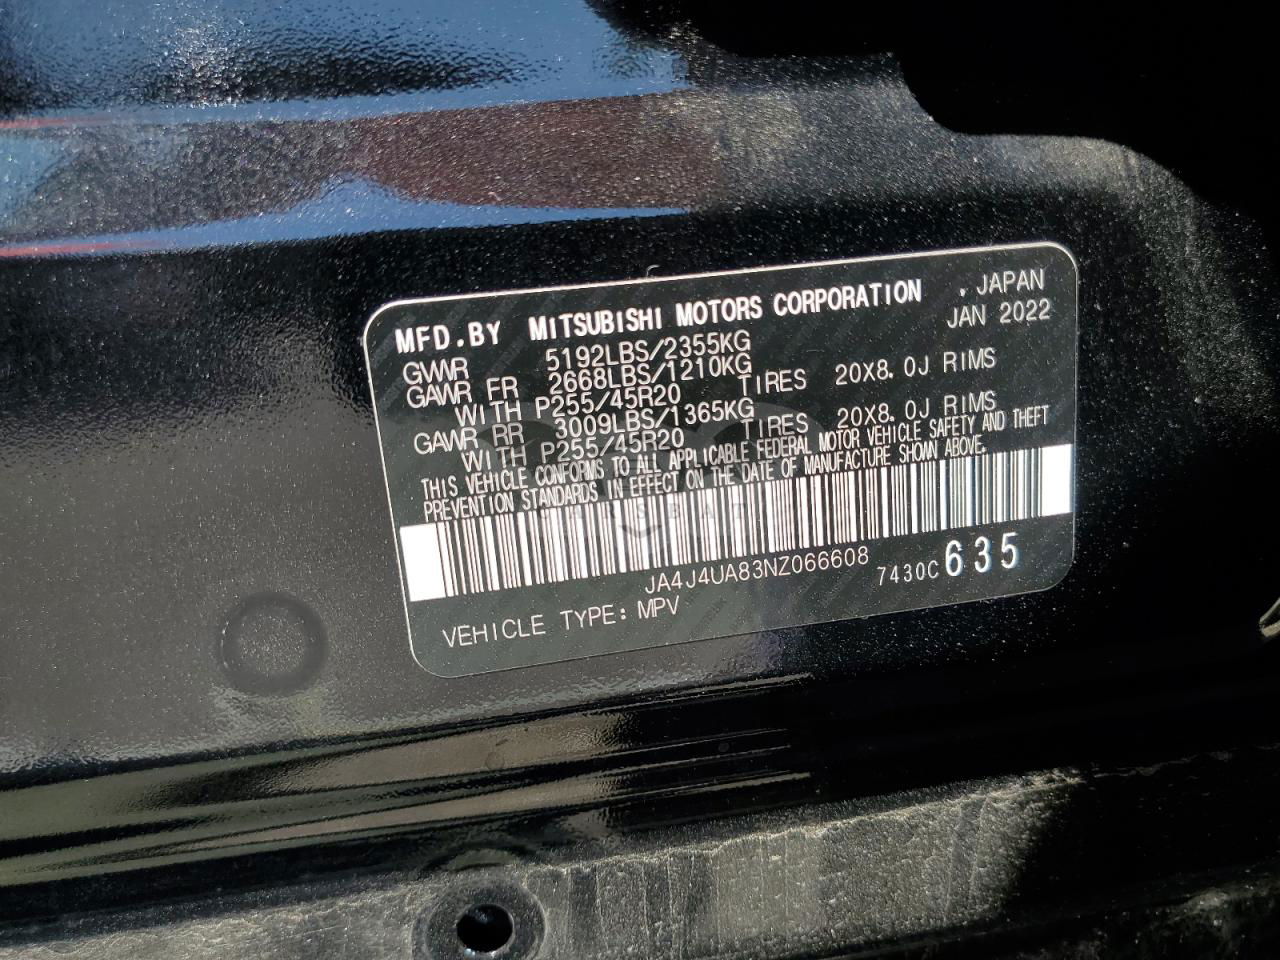 MFD.BY MITSUBISHI MOTORS CORPORATION . JAPAN
GVWR 5192LBS/2355KG JAN 2022
GAWR FR 2668LBS/1210KG
WITH P255/45R20 TIRES 20X8.0J RIMS
GAWR RR 3009LBS/1365KG
WITH P255/45R20 TIRES 20X8.0J RIMS
THIS VEHICLE CONFORMS TO ALL APPLICABLE FEDERAL MOTOR VEHICLE SAFETY AND THEFT
PREVENTION STANDARDS IN EFFECT ON THE DATE OF MANUFACTURE SHOWN ABOVE.
JA4J4UA83NZ066608 7430C 635
VEHICLE TYPE: MPV